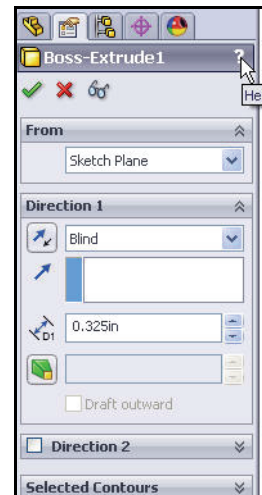 Boss-Extrude1 ?
He
From
Sketch Plane
Direction 1
Blind
D1 0.325in
Draft outward
Direction 2
Selected Contours